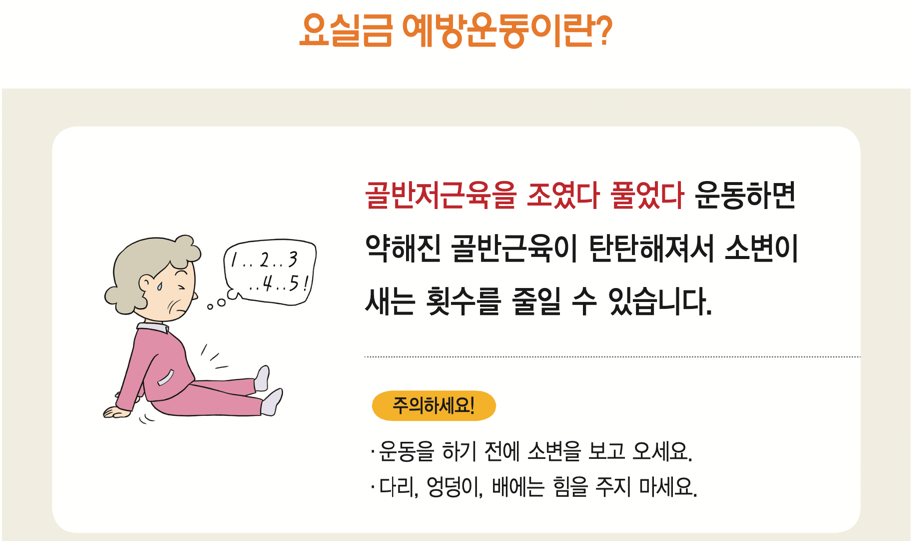 요실금 예방운동이란?
1..2..3
..4..5!
골반저근육을 조였다 풀었다 운동하면
약해진 골반근육이 탄탄해져서 소변이
새는 횟수를 줄일 수 있습니다.
주의하세요!
·운동을 하기 전에 소변을 보고 오세요.
·다리, 엉덩이, 배에는 힘을 주지 마세요.